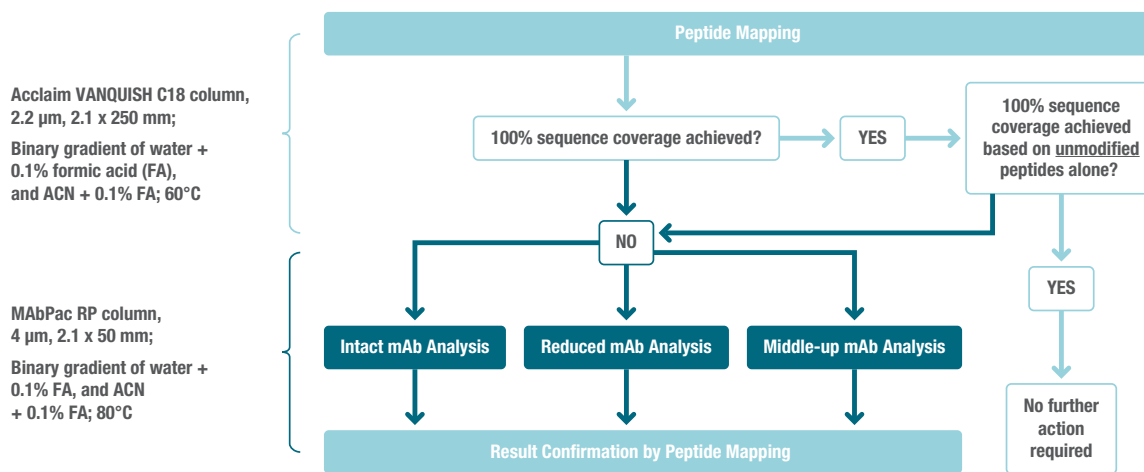 Peptide Mapping
Acclaim VANQUISH C18 column,
2.2 µm, 2.1 x 250 mm;
Binary gradient of water +
0.1% formic acid (FA),
and ACN + 0.1% FA; 60°C
100% sequence coverage achieved?
YES
100% sequence
coverage achieved
based on unmodified
peptides alone?
NO
YES
MAbPac RP column,
4 µm, 2.1 x 50 mm;
Binary gradient of water +
0.1% FA, and ACN
+ 0.1% FA; 80°C
Intact mAb Analysis
Reduced mAb Analysis
Middle-up mAb Analysis
No further
action
required
Result Confirmation by Peptide Mapping